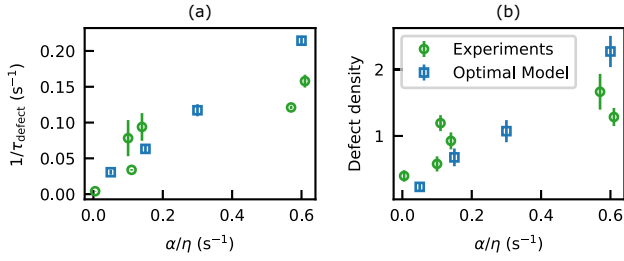 (a)
(b)
1/τdefect (s⁻¹)
0.20
0.15
0.10
0.05
0.00
0.0 0.2 0.4 0.6
α/η (s⁻¹)
Defect density
2
1
Experiments
Optimal Model
0.0 0.2 0.4 0.6
α/η (s⁻¹)